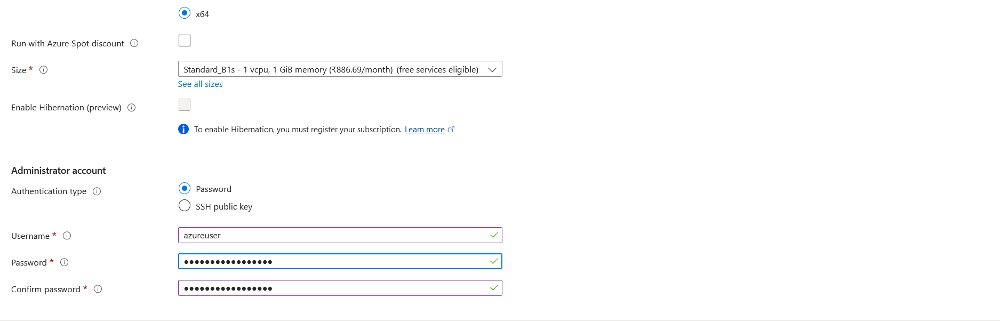 x64
Run with Azure Spot discount
Size *
Standard_B1s - 1 vcpu, 1 GiB memory (₹886.69/month) (free services eligible)
See all sizes
Enable Hibernation (preview)
To enable Hibernation, you must register your subscription. Learn more
Administrator account
Authentication type
Password
SSH public key
Username *
azureuser
Password *
•••••••••••••••••
Confirm password *
•••••••••••••••••